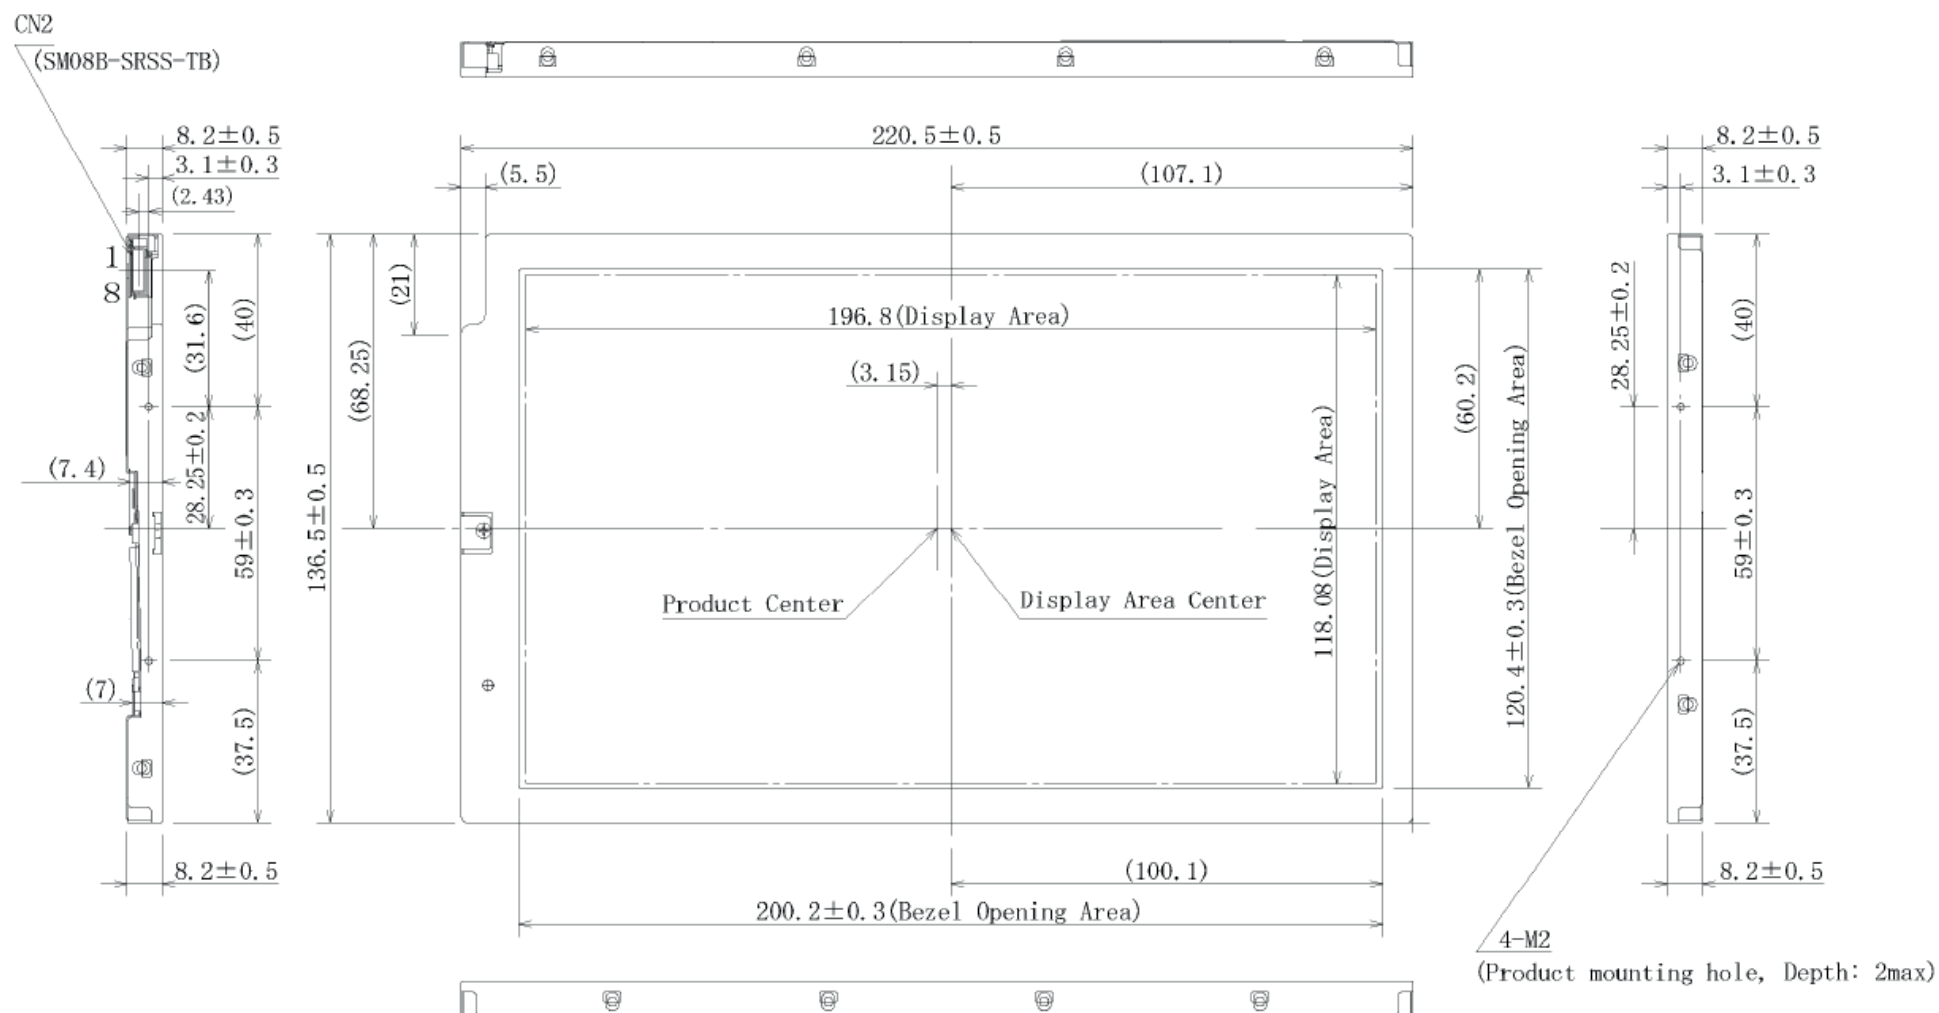 CN2
(SM08B-SRSS-TB)
8.2±0.5
3.1±0.3
(2.43)
1
8
(31.6)
(40)
28.25±0.2
(7.4)
59±0.3
(7)
(37.5)
8.2±0.5
220.5±0.5
(5.5)
(107.1)
(21)
(68.25)
136.5±0.5
196.8(Display Area)
(3.15)
118.08(Display Area)
(60.2)
120.4±0.3(Bezel Opening Area)
Product Center
Display Area Center
(100.1)
200.2±0.3(Bezel Opening Area)
8.2±0.5
3.1±0.3
28.25±0.2
(40)
59±0.3
(37.5)
8.2±0.5
4-M2
(Product mounting hole, Depth: 2max)